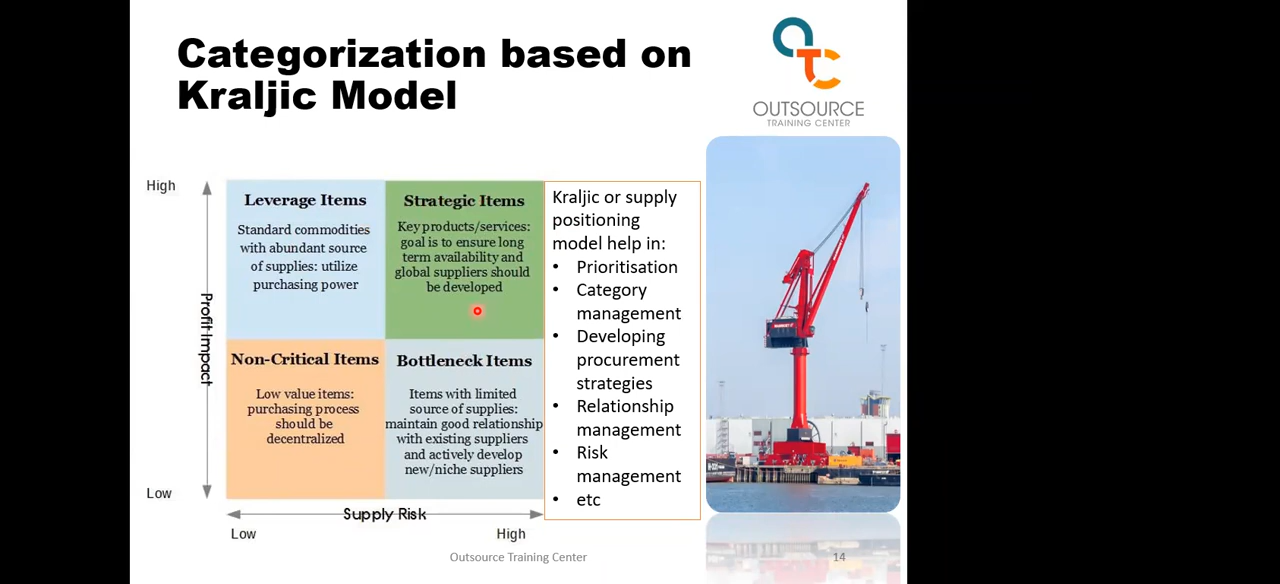 Categorization based on
Kraljic Model
OUTSOURCE
TRAINING CENTER
High
Profit Impact
Low
Leverage Items
Standard commodities
with abundant source
of supplies: utilize
purchasing power
Strategic Items
Key products/services:
goal is to ensure long
term availability and
global suppliers should
be developed
Non-Critical Items
Low value items:
purchasing process
should be
decentralized
Bottleneck Items
Items with limited
source of supplies:
maintain good relationship
with existing suppliers
and actively develop
new/niche suppliers
Supply Risk
Low
High
Kraljic or supply
positioning
model help in:
• Prioritisation
• Category
management
• Developing
procurement
strategies
• Relationship
management
• Risk
management
• etc
Outsource Training Center
14